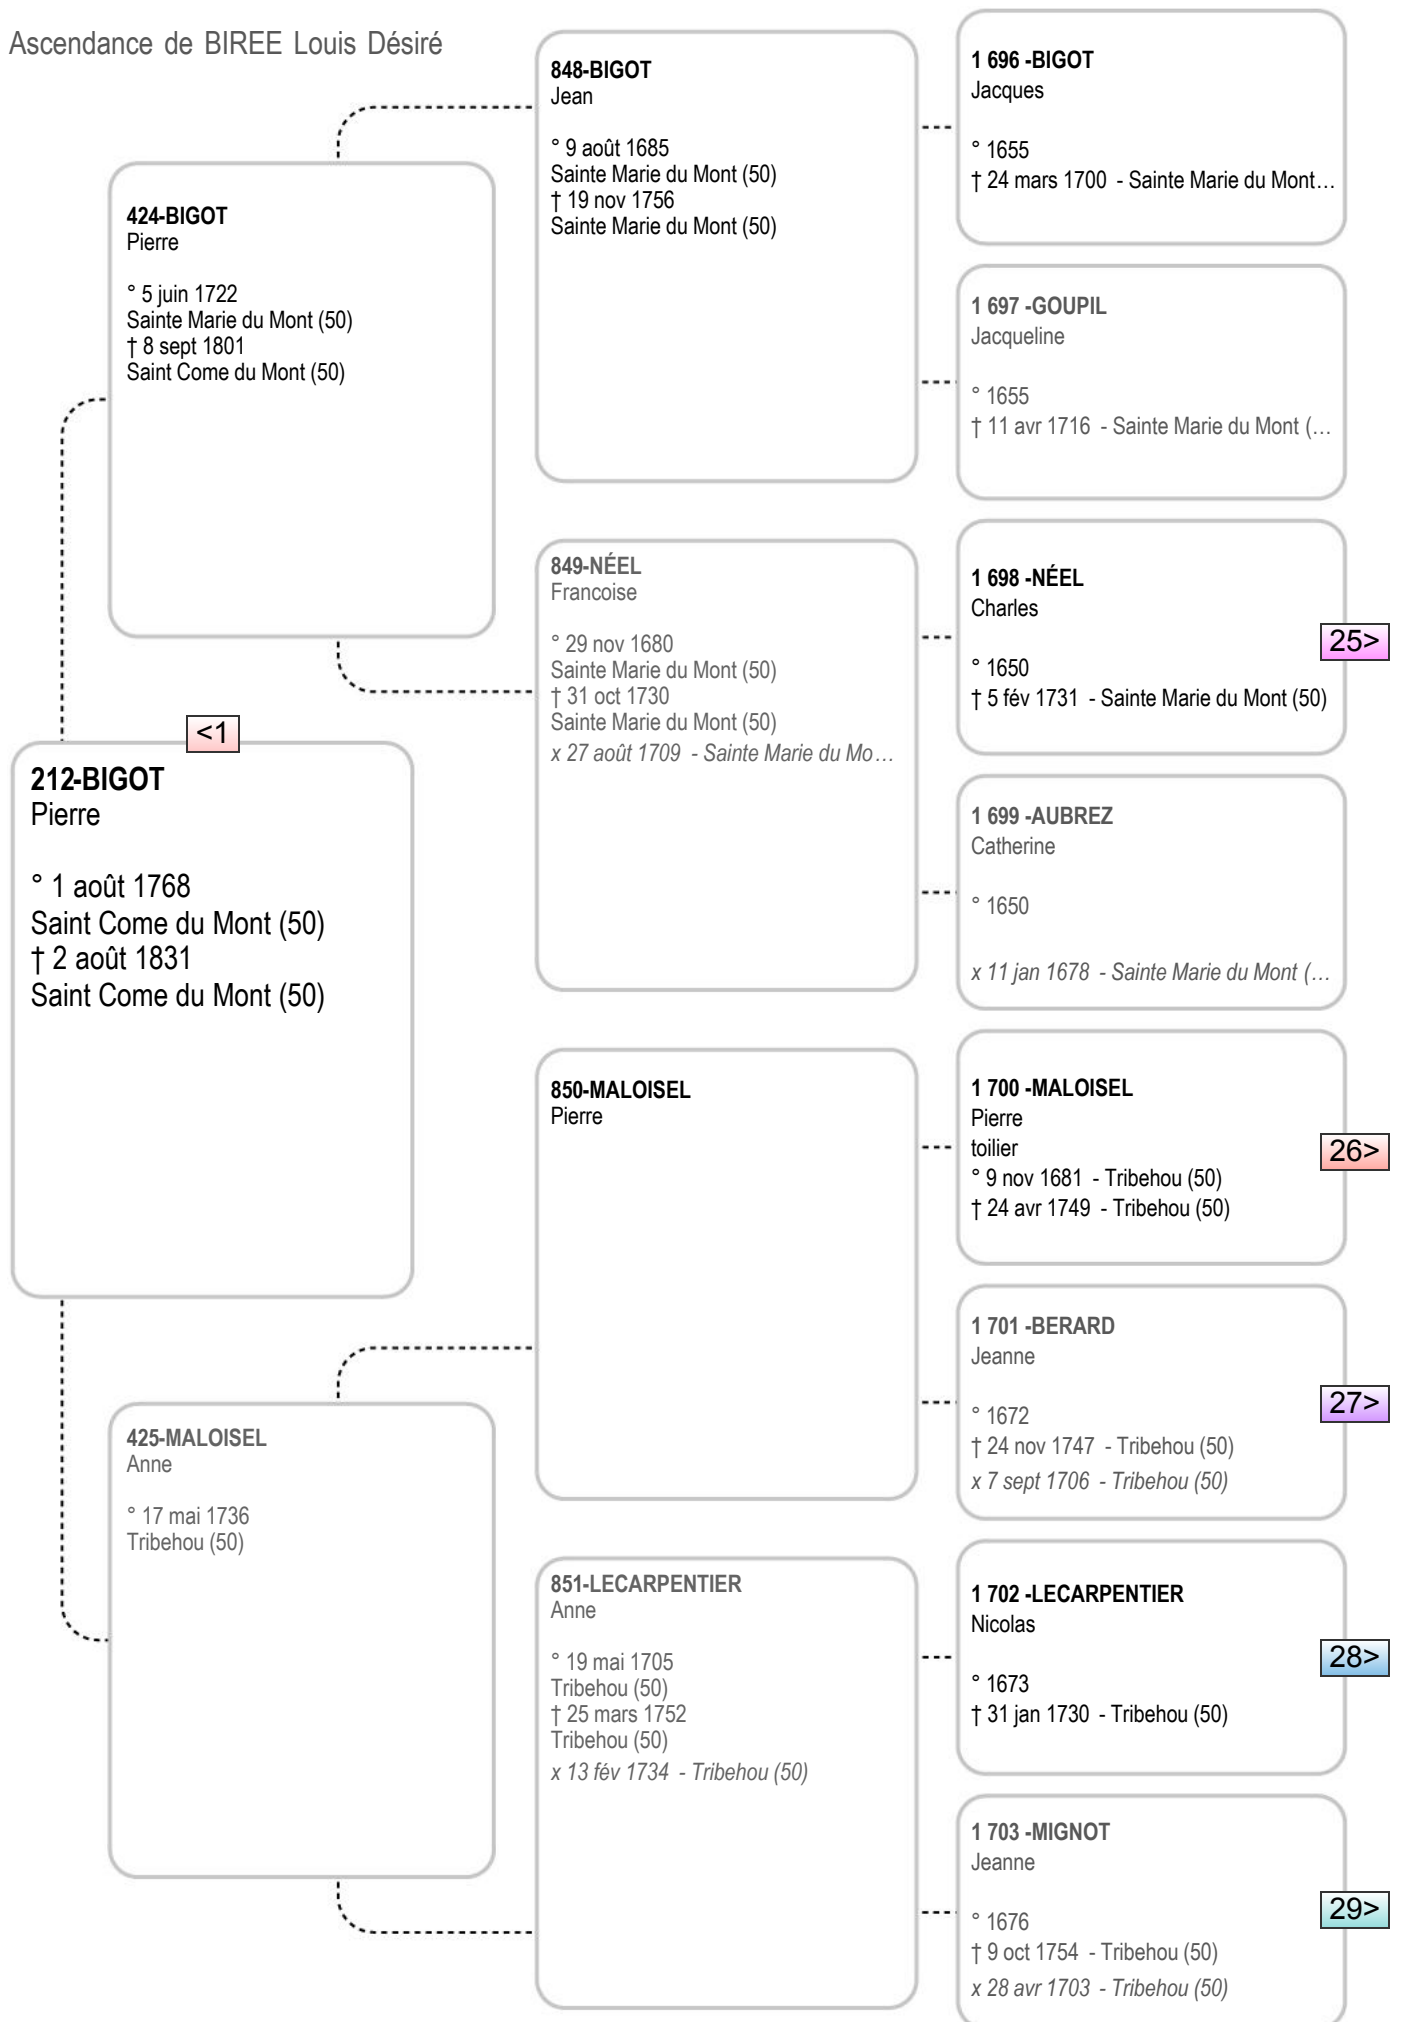 Ascendance de BIREE Louis Désiré
<1
212-BIGOT
Pierre
° 1 août 1768
Saint Come du Mont (50)
† 2 août 1831
Saint Come du Mont (50)
424-BIGOT
Pierre
° 5 juin 1722
Sainte Marie du Mont (50)
† 8 sept 1801
Saint Come du Mont (50)
425-MALOISEL
Anne
° 17 mai 1736
Tribehou (50)
848-BIGOT
Jean
° 9 août 1685
Sainte Marie du Mont (50)
† 19 nov 1756
Sainte Marie du Mont (50)
849-NÉEL
Francoise
° 29 nov 1680
Sainte Marie du Mont (50)
† 31 oct 1730
Sainte Marie du Mont (50)
x 27 août 1709 - Sainte Marie du Mo…
850-MALOISEL
Pierre
851-LECARPENTIER
Anne
° 19 mai 1705
Tribehou (50)
† 25 mars 1752
Tribehou (50)
x 13 fév 1734 - Tribehou (50)
1 696 -BIGOT
Jacques
° 1655
† 24 mars 1700 - Sainte Marie du Mont…
1 697 -GOUPIL
Jacqueline
° 1655
† 11 avr 1716 - Sainte Marie du Mont (…
1 698 -NÉEL
Charles
° 1650
† 5 fév 1731 - Sainte Marie du Mont (50)
25>
1 699 -AUBREZ
Catherine
° 1650
x 11 jan 1678 - Sainte Marie du Mont (…
1 700 -MALOISEL
Pierre
toilier
° 9 nov 1681 - Tribehou (50)
† 24 avr 1749 - Tribehou (50)
26>
1 701 -BERARD
Jeanne
° 1672
† 24 nov 1747 - Tribehou (50)
x 7 sept 1706 - Tribehou (50)
27>
1 702 -LECARPENTIER
Nicolas
° 1673
† 31 jan 1730 - Tribehou (50)
28>
1 703 -MIGNOT
Jeanne
° 1676
† 9 oct 1754 - Tribehou (50)
x 28 avr 1703 - Tribehou (50)
29>